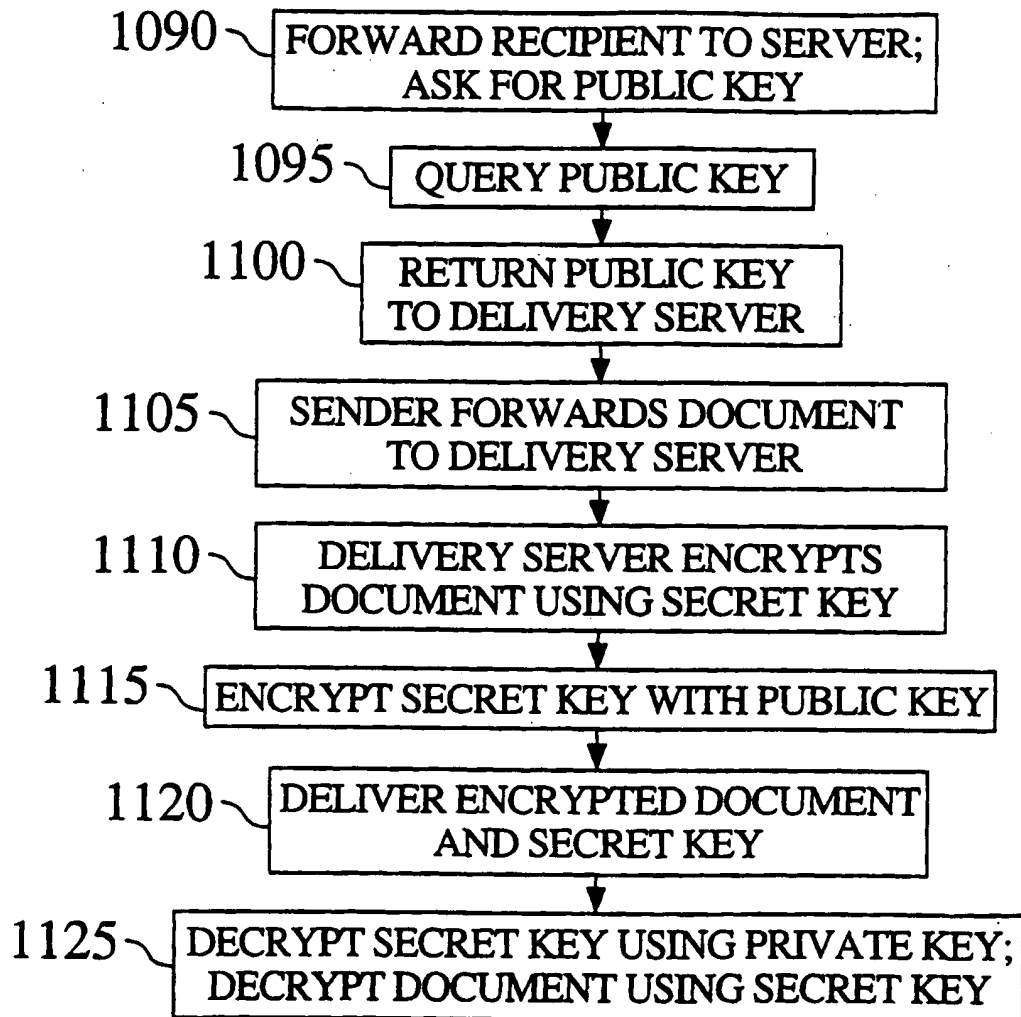 1090
FORWARD RECIPIENT TO SERVER;
ASK FOR PUBLIC KEY
1095
QUERY PUBLIC KEY
1100
RETURN PUBLIC KEY
TO DELIVERY SERVER
1105
SENDER FORWARDS DOCUMENT
TO DELIVERY SERVER
1110
DELIVERY SERVER ENCRYPTS
DOCUMENT USING SECRET KEY
1115
ENCRYPT SECRET KEY WITH PUBLIC KEY
1120
DELIVER ENCRYPTED DOCUMENT
AND SECRET KEY
1125
DECRYPT SECRET KEY USING PRIVATE KEY;
DECRYPT DOCUMENT USING SECRET KEY